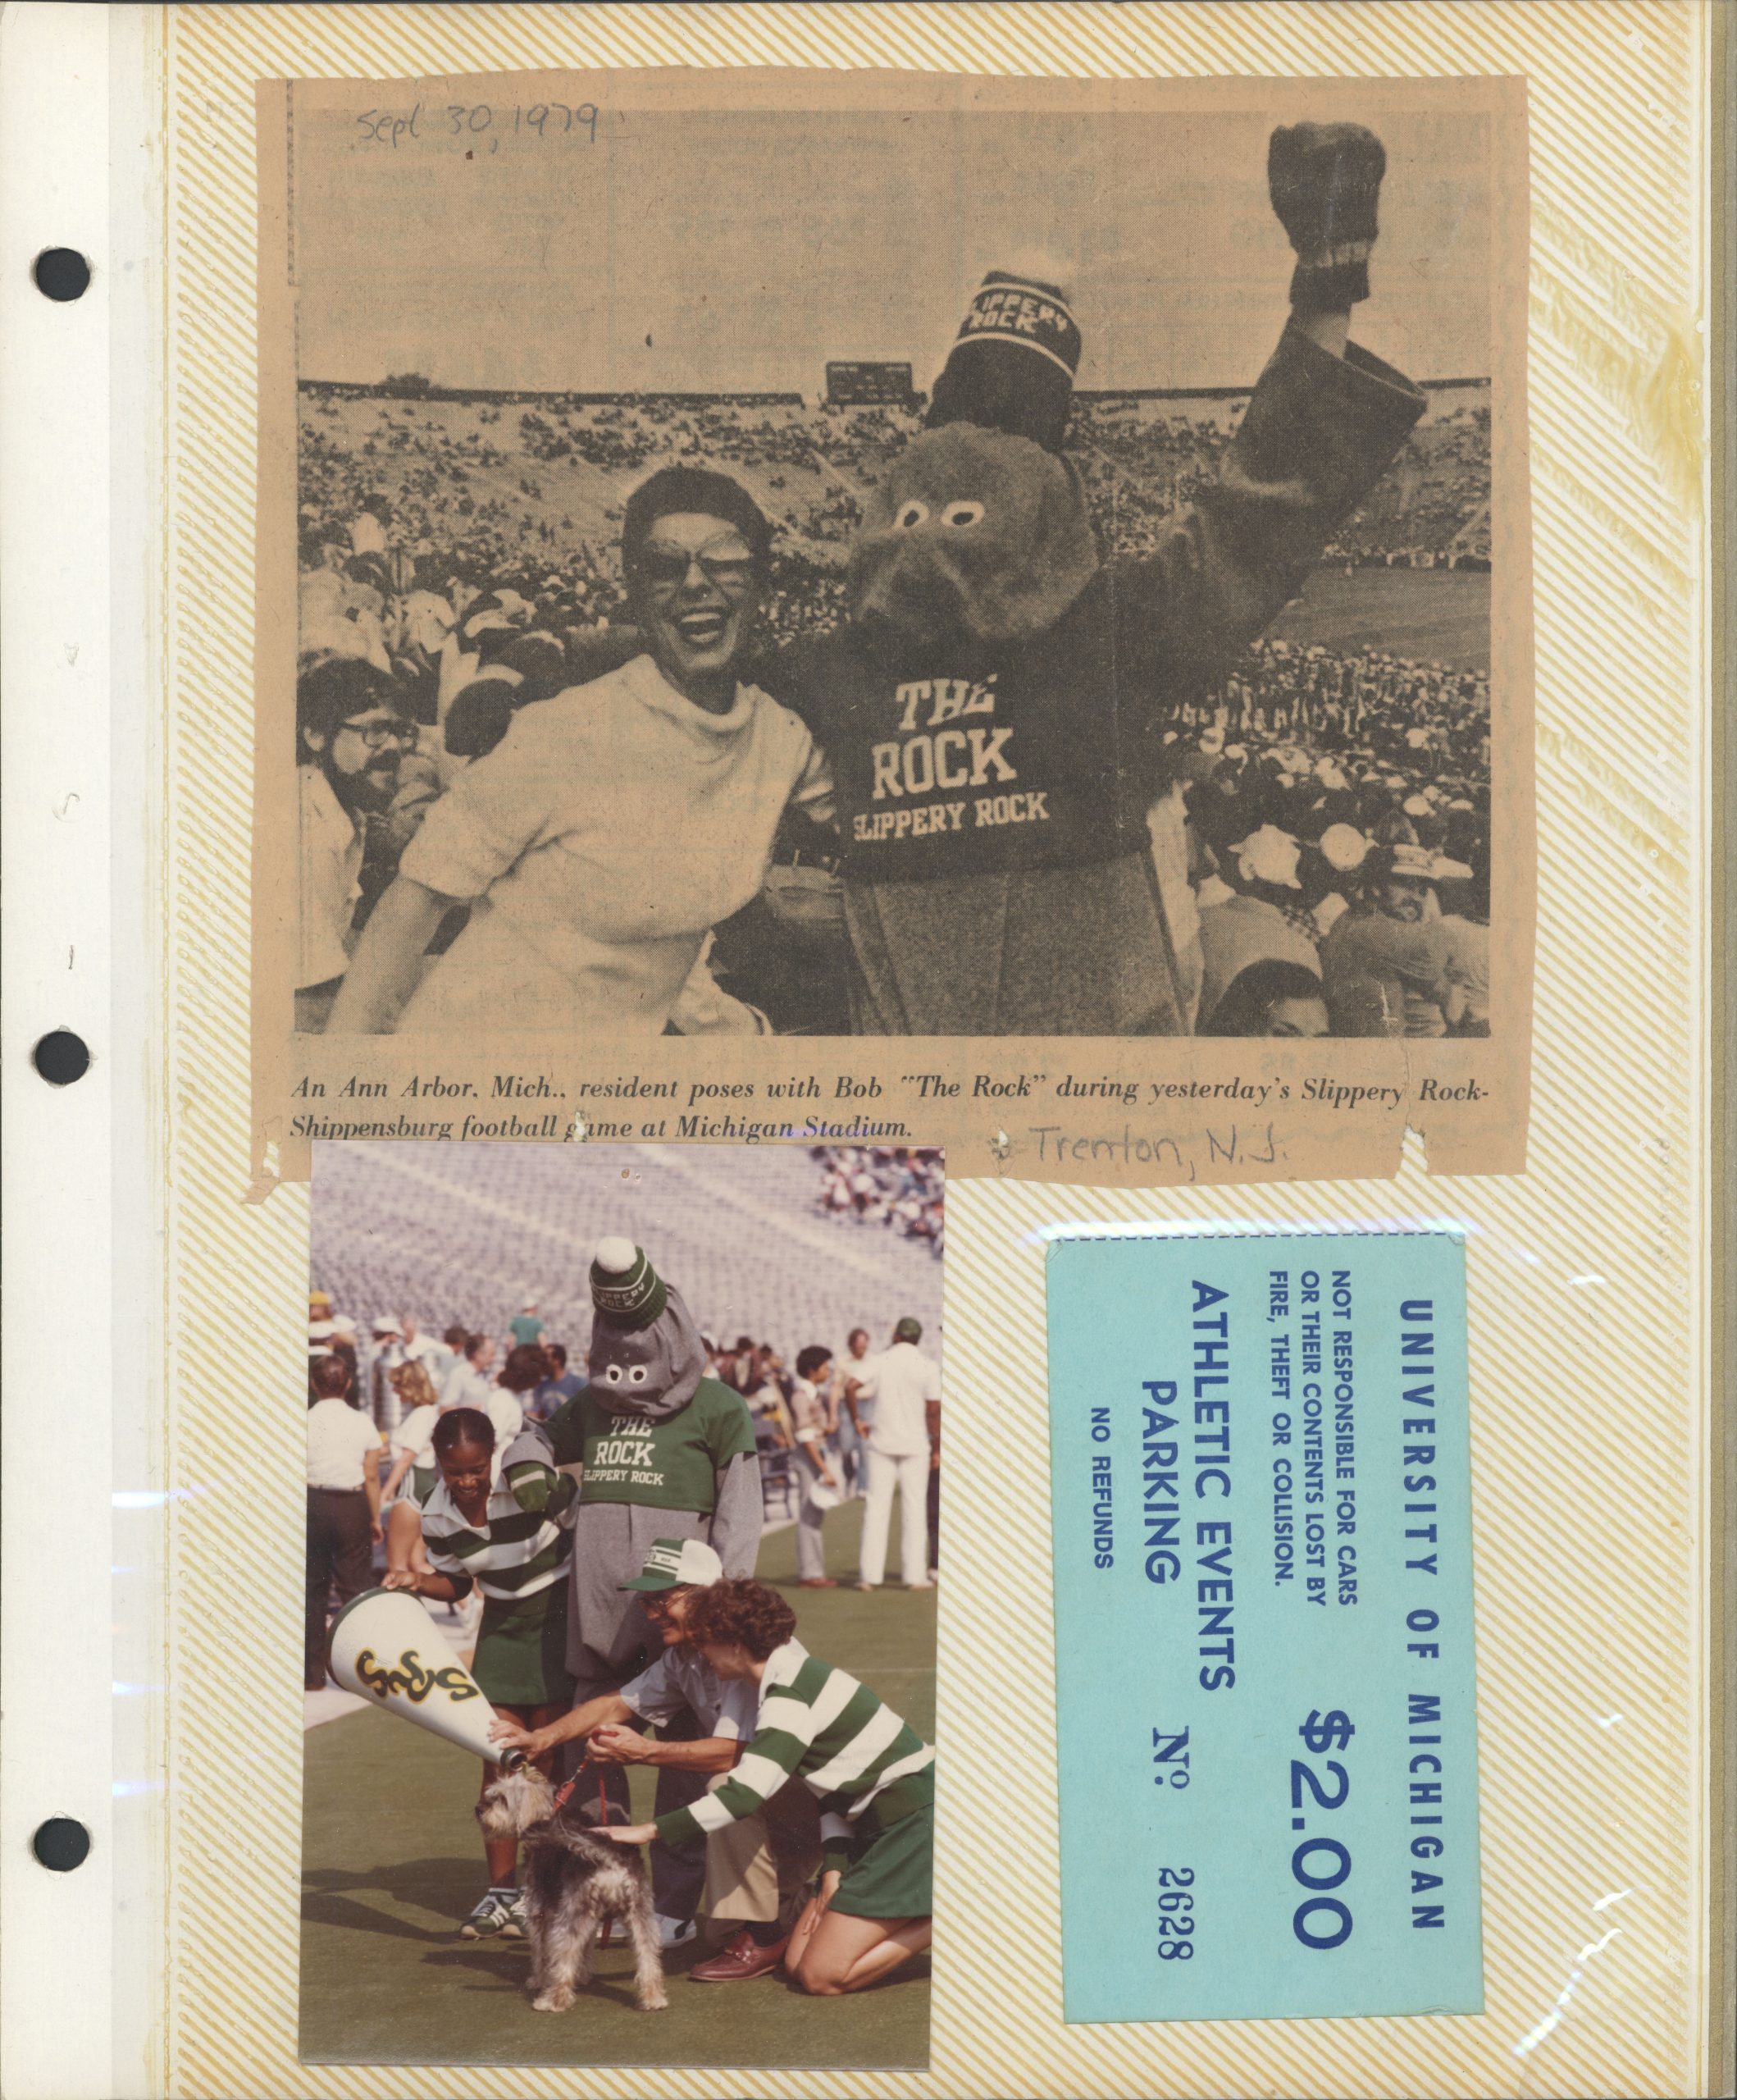 Sept 30, 1979
SLIPPERY
ROCK
THE
ROCK
SLIPPERY ROCK
An Ann Arbor, Mich., resident poses with Bob "The Rock" during yesterday's Slippery Rock-
Shippensburg football game at Michigan Stadium.
Trenton, N.J.
SLIPPERY
ROCK
THE
ROCK
SLIPPERY ROCK
UNIVERSITY OF MICHIGAN
NOT RESPONSIBLE FOR CARS
OR THEIR CONTENTS LOST BY
FIRE, THEFT OR COLLISION.
$2.00
ATHLETIC EVENTS
PARKING
Nº 2628
NO REFUNDS